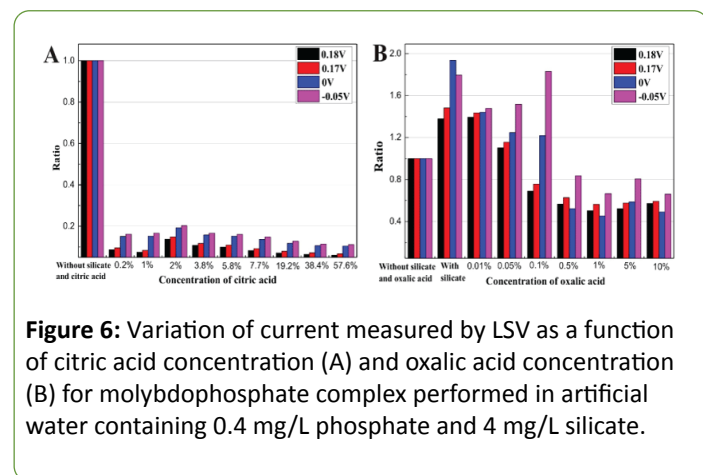 A
0.18V
0.17V
0V
-0.05V
1.0
0.8
0.6
0.4
0.2
Ratio
Without silicate and citric acid
0.2% 1% 2% 3.8% 5.8% 7.7% 19.2% 38.4% 57.6%
Concentration of citric acid
B
0.18V
0.17V
0V
-0.05V
2.0
1.6
1.2
0.8
0.4
Ratio
Without silicate and oxalic acid
With silicate
0.01% 0.05% 0.1% 0.5% 1% 5% 10%
Concentration of oxalic acid
Figure 6: Variation of current measured by LSV as a function
of citric acid concentration (A) and oxalic acid concentration
(B) for molybdophosphate complex performed in artificial
water containing 0.4 mg/L phosphate and 4 mg/L silicate.